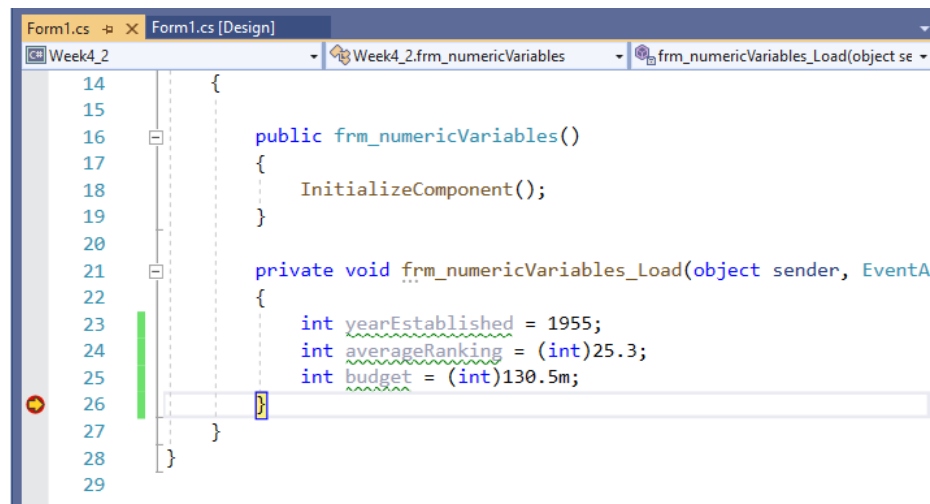 Form1.cs Form1.cs [Design]
C# Week4_2 Week4_2.frm_numericVariables frm_numericVariables_Load(object se
14 {
15
16 public frm_numericVariables()
17 {
18 InitializeComponent();
19 }
20
21 private void frm_numericVariables_Load(object sender, EventA
22 {
23 int yearEstablished = 1955;
24 int averageRanking = (int)25.3;
25 int budget = (int)130.5m;
26 }
27 }
28 }
29